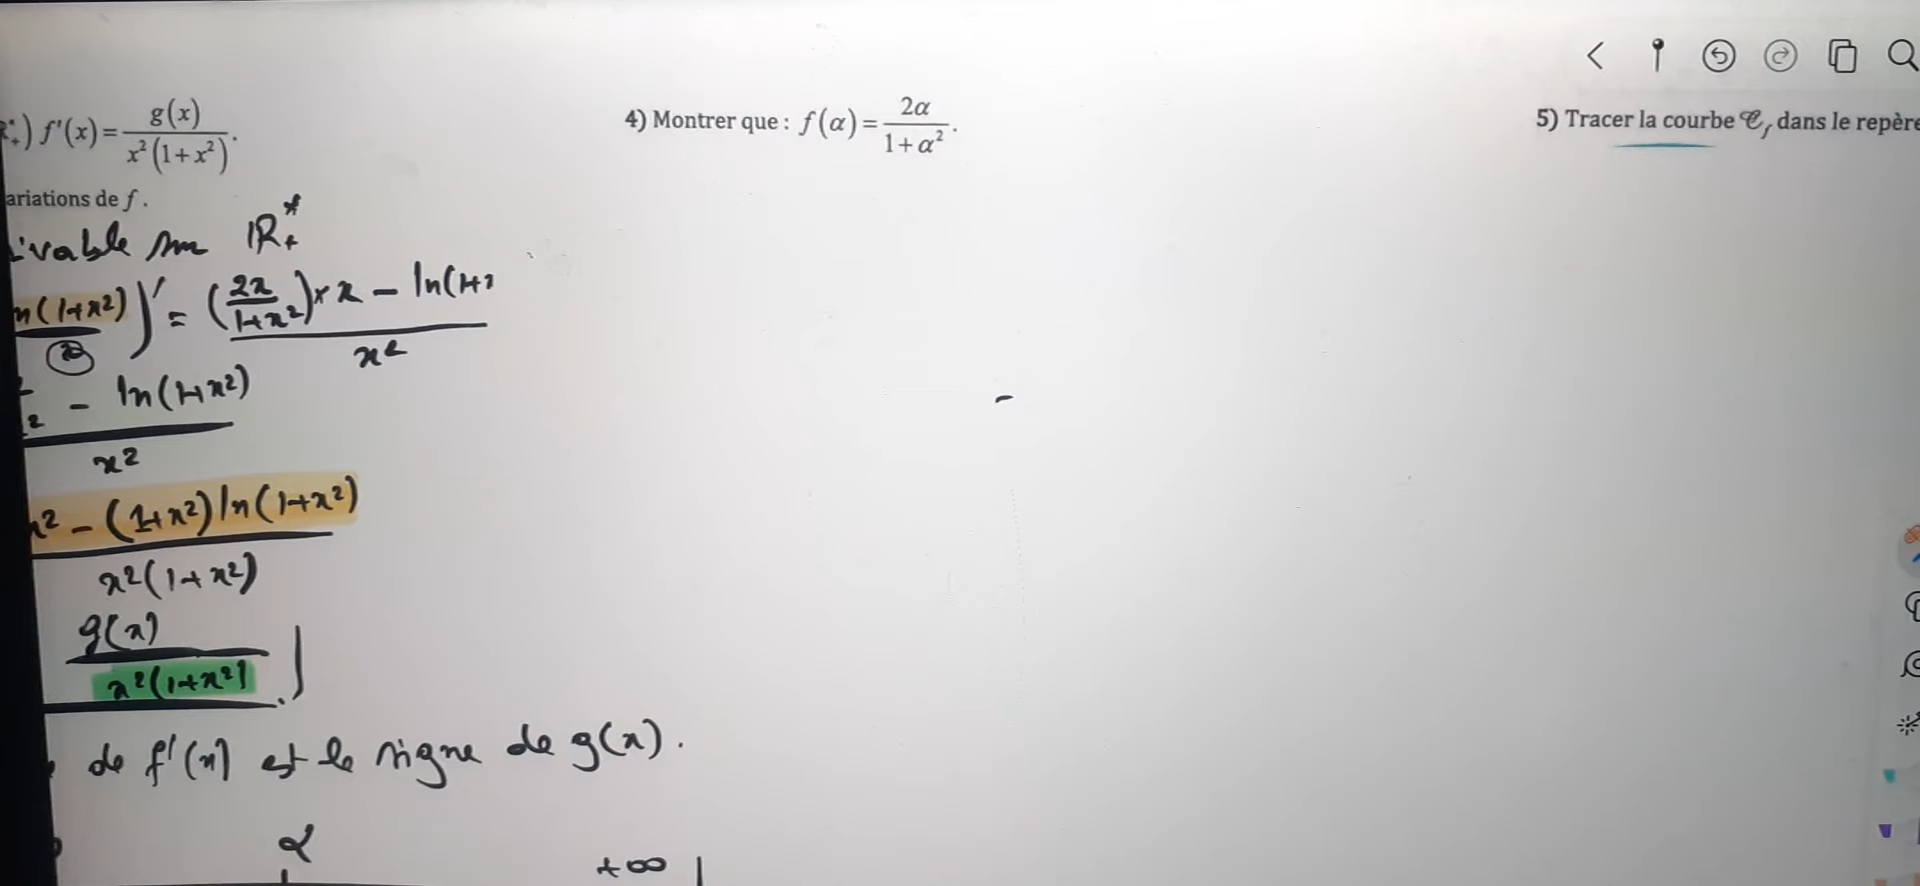 ) f'(x) = g(x) / x²(1+x²).
ariations de f.
ivable sur ℝ₊*
n(1+x²) )' = (2x / 1+x²) × x - ln(1+x / x²
- ln(1+x²) / x²
x² - (1+x²) ln(1+x²) / x²(1+x²)
g(x) / x²(1+x²)
de f'(x) est le signe de g(x).
α +∞
4) Montrer que : f(α) = 2α / 1+α².
5) Tracer la courbe 𝒞f dans le repère